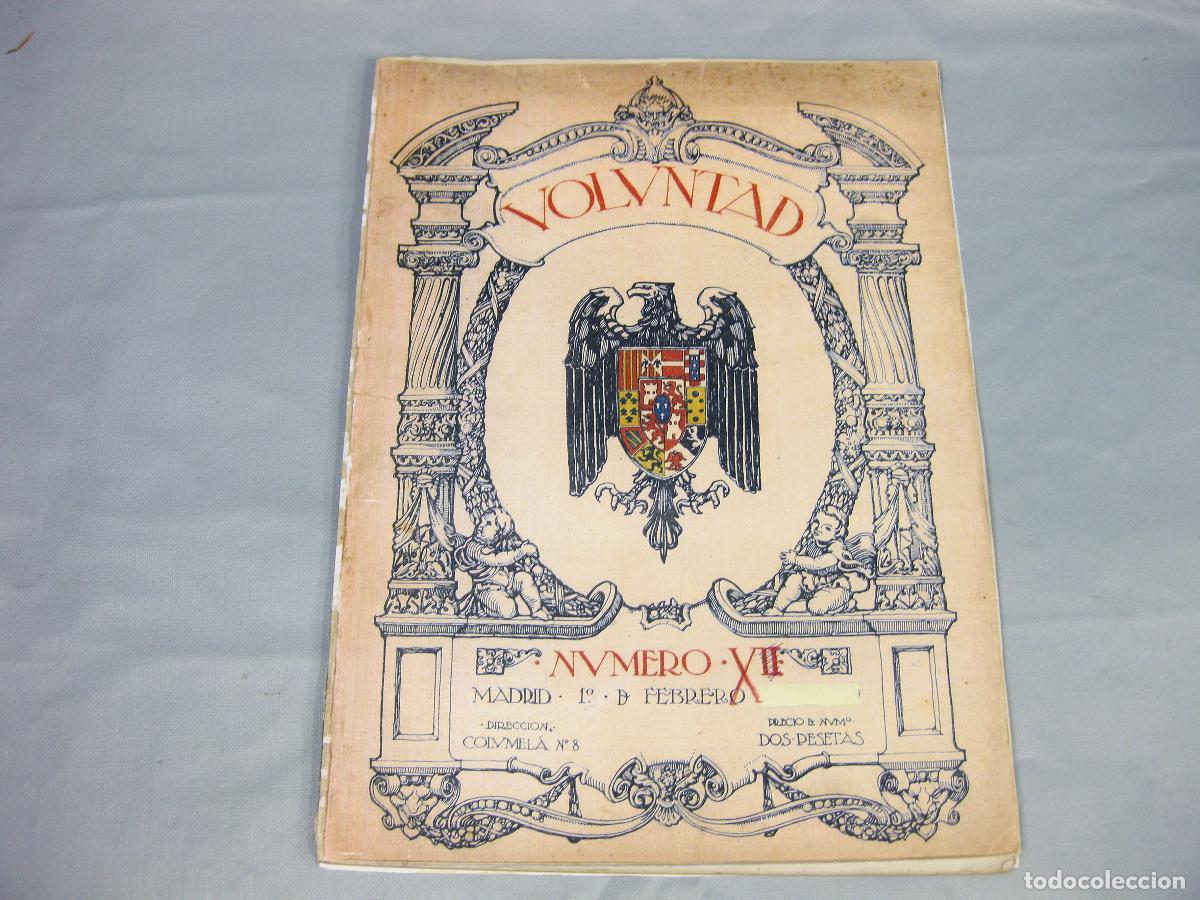 VOLVNTAD
· NVMERO · XII ·
MADRID · 1º · D FEBRERO
· DIRECCION ·
COLVMELA Nº 8
PRECIO D NVMº
DOS · PESETAS
todocoleccion